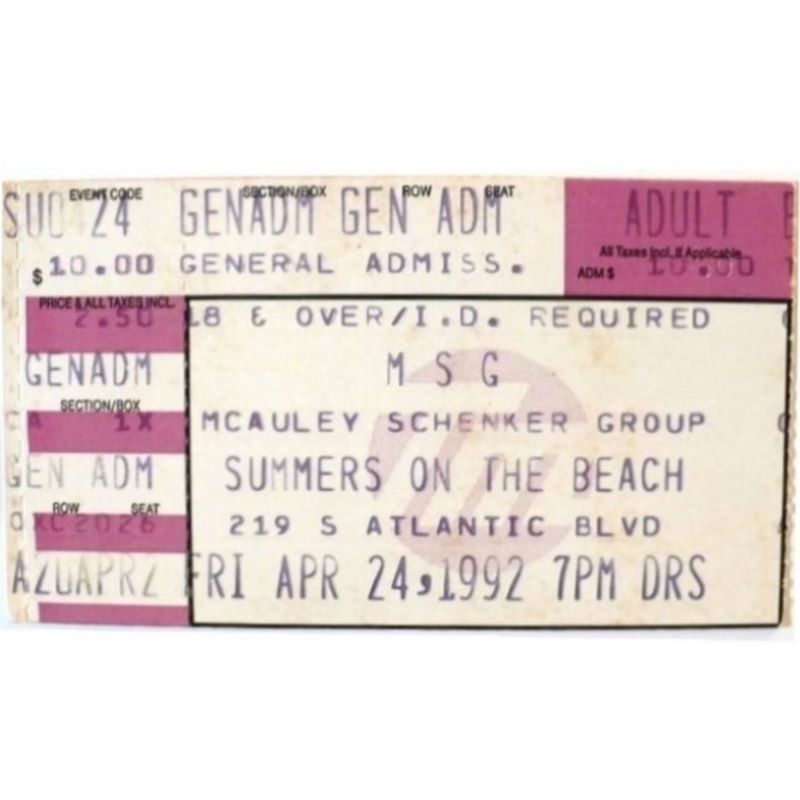 EVENT CODE SECTION/BOX ROW SEAT
SUO 24 GENADM GEN ADM ADULT
All Taxes Incl. If Applicable
$ 10.00 GENERAL ADMISS. ADM $ 10.00
PRICE & ALL TAXES INCL.
2.50 18 & OVER/I.D. REQUIRED
GENADM M S G
SECTION/BOX
CA 1X MCAULEY SCHENKER GROUP
GEN ADM SUMMERS ON THE BEACH
ROW SEAT
219 S ATLANTIC BLVD
FRI APR 24,1992 7PM DRS